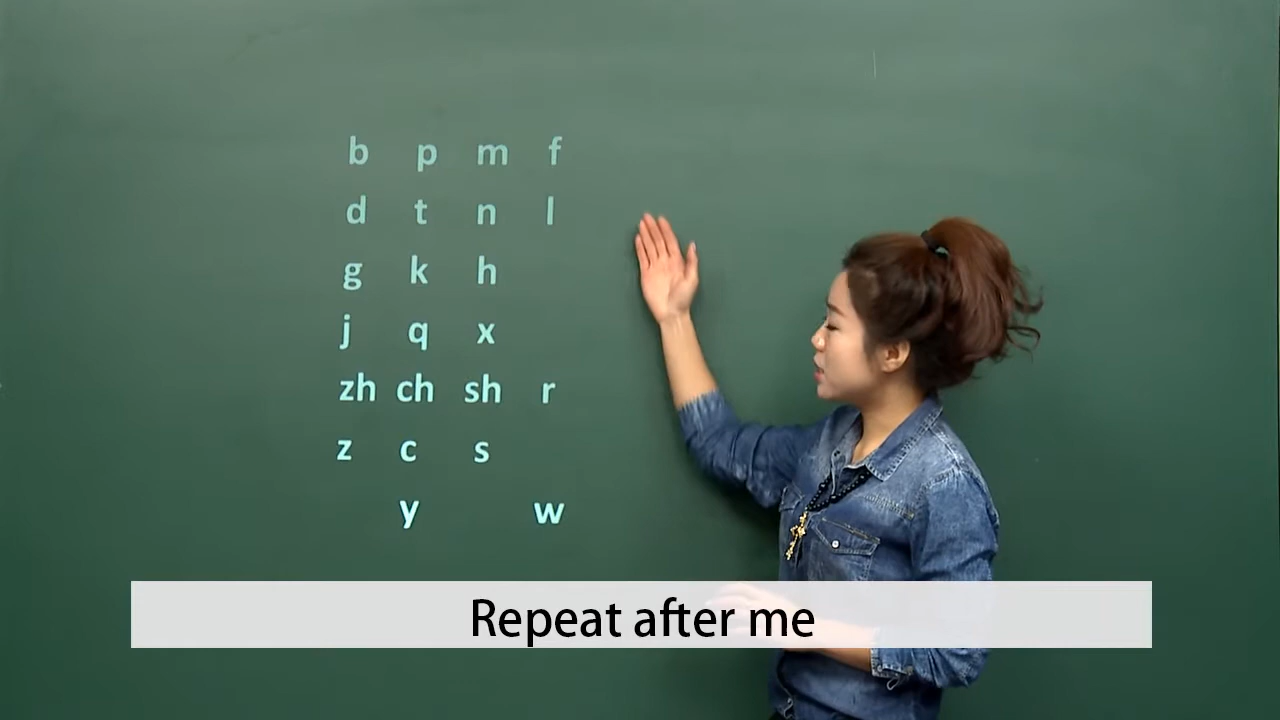 b p m f
d t n l
g k h
j q x
zh ch sh r
z c s
y w
Repeat after me